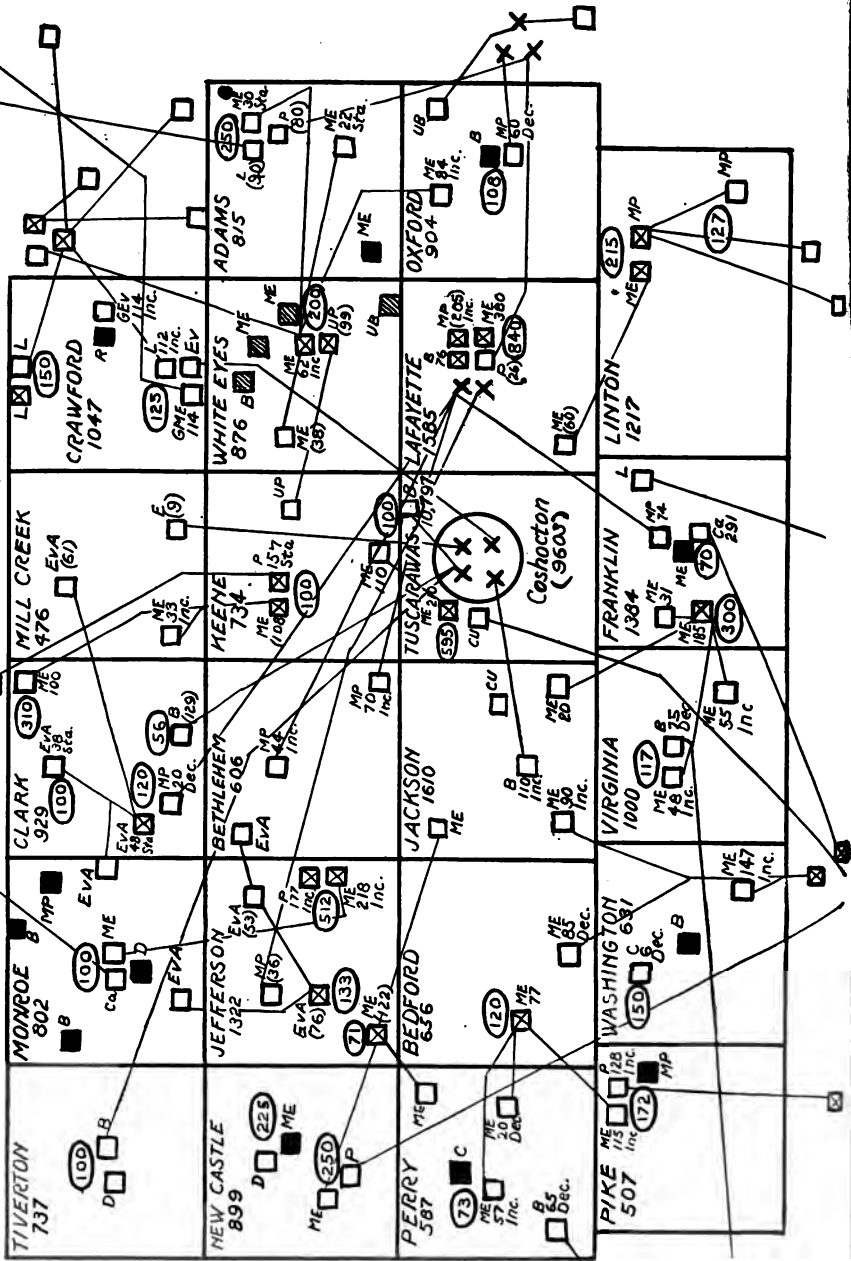 TIVERTON
737
100
D
B
MONROE
802
B
B
MP
100
Ca
ME
D
EVA
EVA
CLARK
929
310
ME
100
EvA
38
Sta.
100
EVA
48
Sta
120
MP
20
Dec.
56
B
(129)
MILL CREEK
476
EVA
(61)
E
(9)
CRAWFORD
1047
L
L
150
R
GEv
114
Inc.
L
112
Inc.
EV
125
GME
114
NEW CASTLE
899
D
225
ME
ME
250
P
JEFFERSON
1322
EVA
(53)
MP
(36)
EVA
(76)
133
512
P
177
Inc
ME
218
Inc.
71
ME
(122)
BETHLEHEM
606
EVA
MP
44
Inc.
MP
70
Inc
KEENE
734
ME
33
Inc.
ME
(108)
P
157
Sta
100
UP
ME
110
100
B
WHITE EYES
876
B
ME
ME
ME
62
Inc
200
UP
(99)
ME
(38)
UB
ADAMS
815
250
L
(90)
ME
30
Sta.
P
(80)
ME
22
Sta.
ME
PERRY
587
ME
73
C
ME
57
Inc.
ME
20
Dec
B
65
Dec.
BEDFORD
656
120
ME
77
ME
85
Dec.
JACKSON
1610
ME
CU
B
110
Inc
ME
20
ME
90
Inc.
TUSCARAWAS
10,797
ME 210
595
CU
Coshocton
(9603)
LAFAYETTE
1585
B
76
MP
(205)
Inc
ME
380
P
(26)
840
ME
(60)
OXFORD
904
UB
ME
84
Inc.
108
B
MP
60
Dec.
PIKE
507
ME
115
Inc
P
128
Inc
172
MP
WASHINGTON
631
150
C
6
Dec.
B
ME
147
Inc.
VIRGINIA
1000
117
ME
48
Inc.
B
75
Dec
ME
55
Inc
FRANKLIN
1384
ME
31
MP
74
ME
70
Ca
291
ME
185
300
L
LINTON
1217
215
ME
MP
127
MP